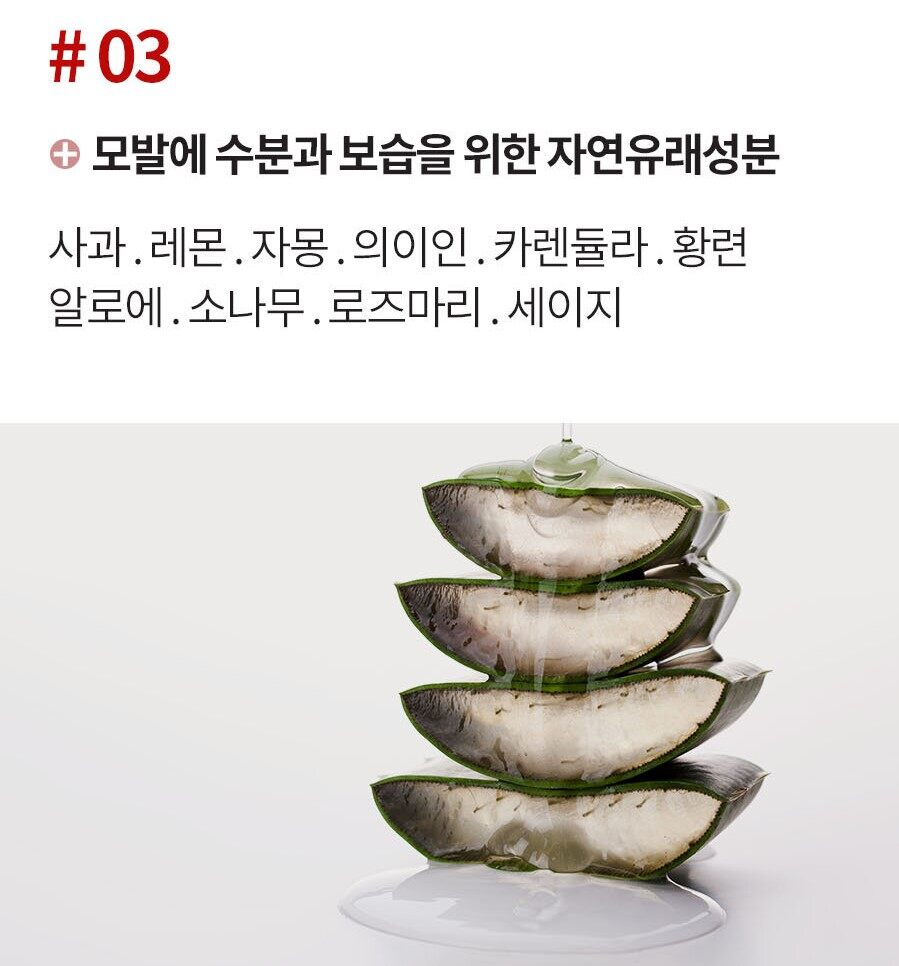 # 03
모발에 수분과 보습을 위한 자연유래성분
사과 . 레몬 . 자몽 . 의이인 . 카렌듈라 . 황련
알로에 . 소나무 . 로즈마리 . 세이지